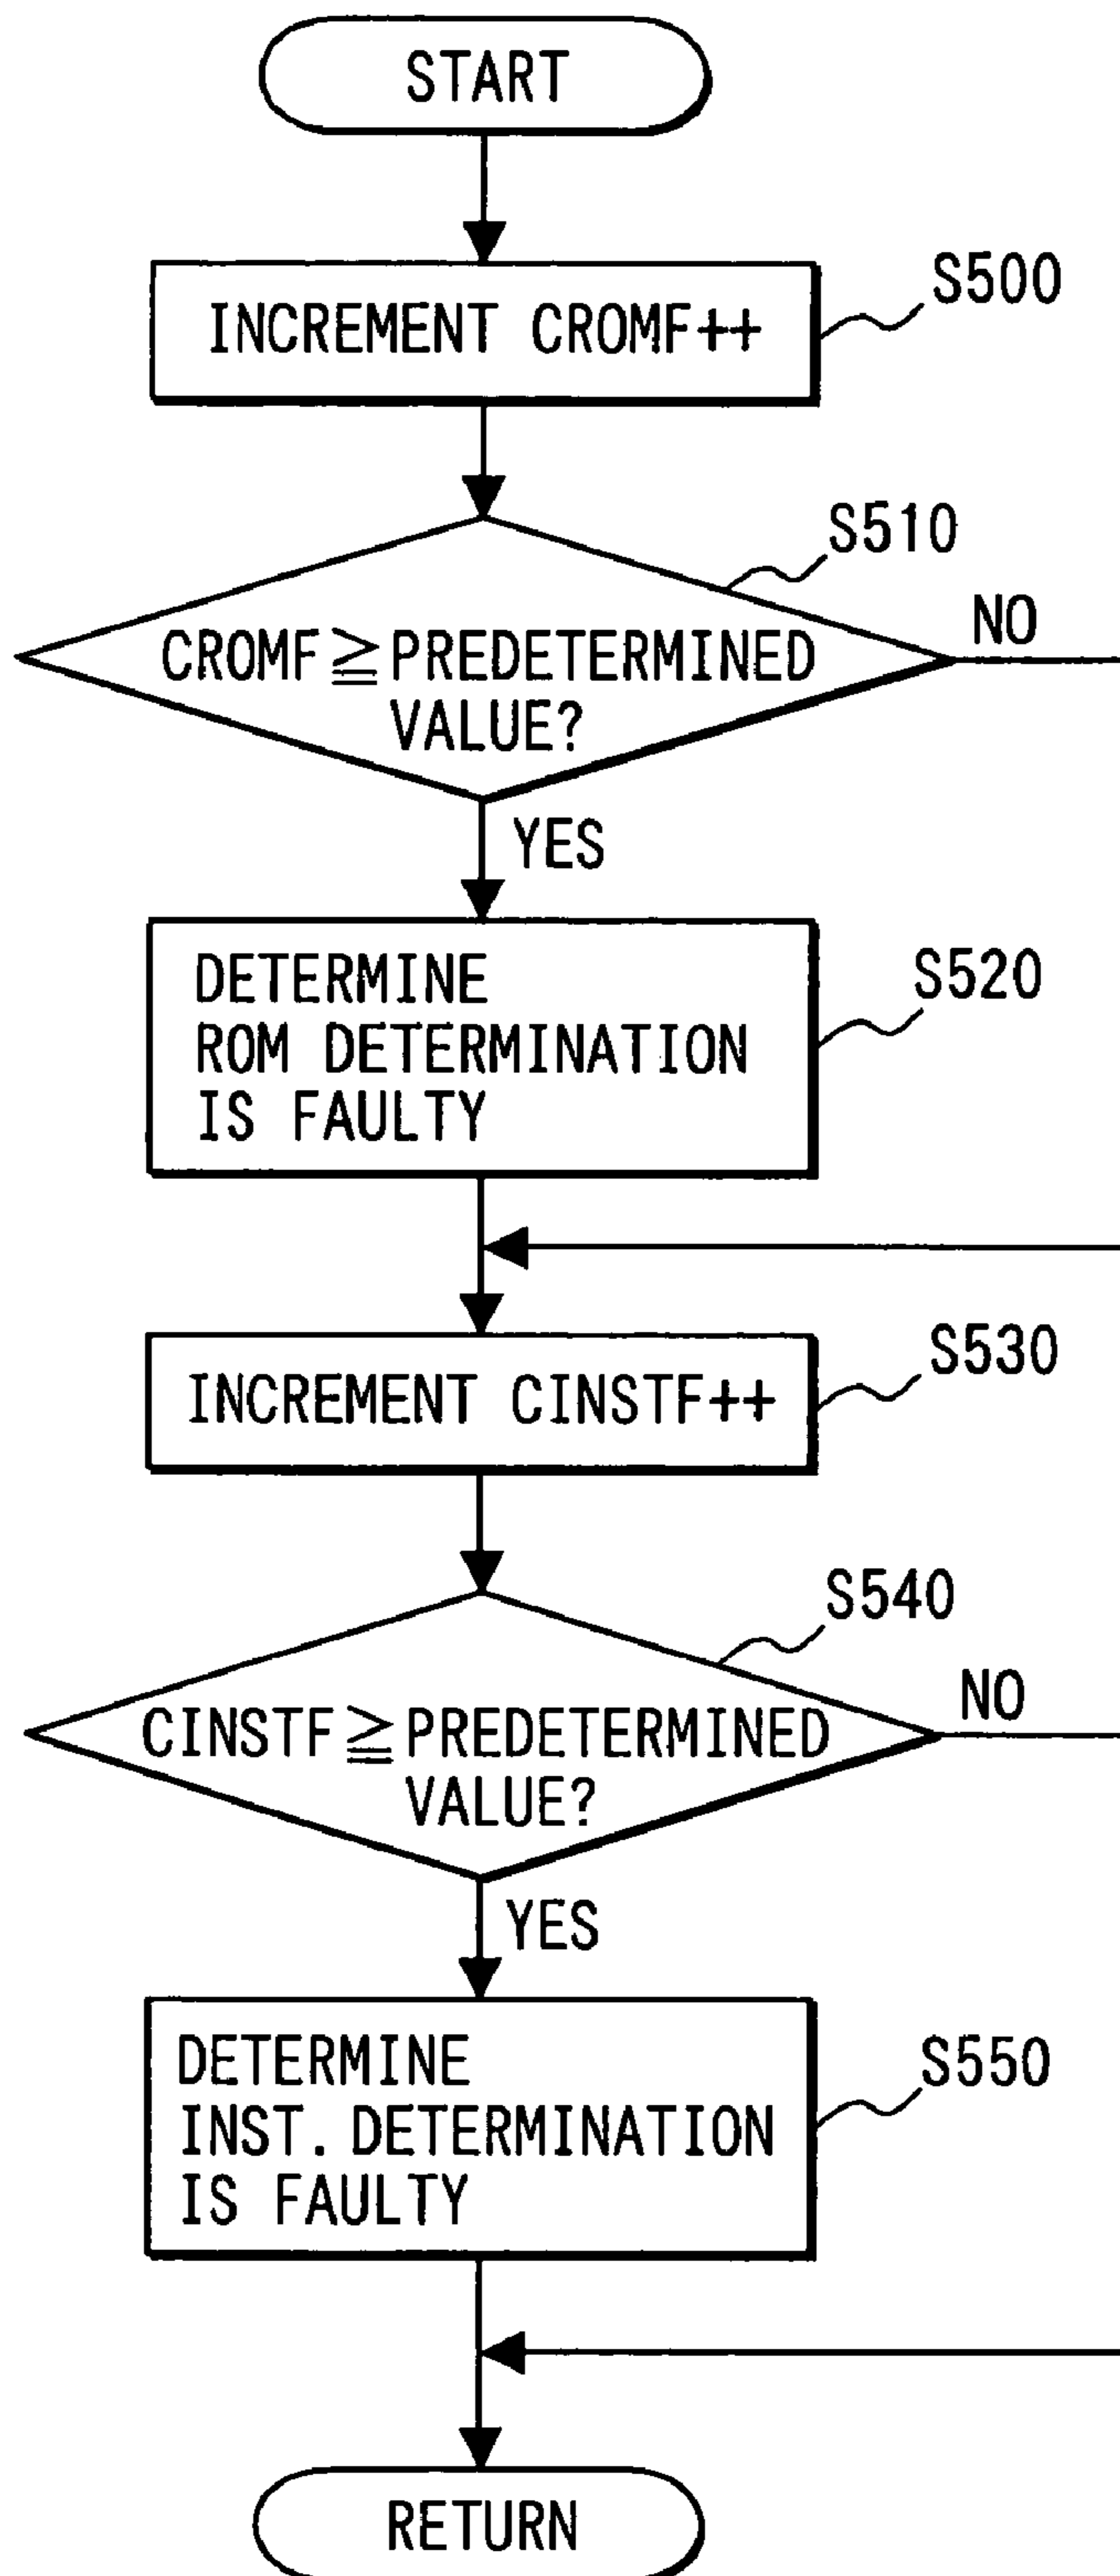 START
INCREMENT CROMF++
S500
S510
NO
CROMF≧PREDETERMINED
VALUE?
YES
DETERMINE
ROM DETERMINATION
IS FAULTY
S520
INCREMENT CINSTF++
S530
S540
NO
CINSTF≧PREDETERMINED
VALUE?
YES
DETERMINE
INST. DETERMINATION
IS FAULTY
S550
RETURN